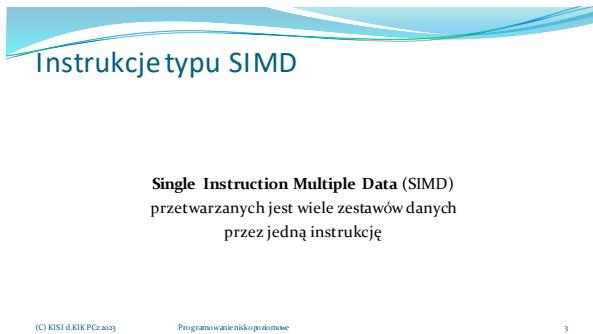 Instrukcje typu SIMD
Single Instruction Multiple Data (SIMD)
przetwarzanych jest wiele zestawów danych
przez jedną instrukcję
(C) KISI d.KIK PCz 2023 Programowanie niskopoziomowe 3